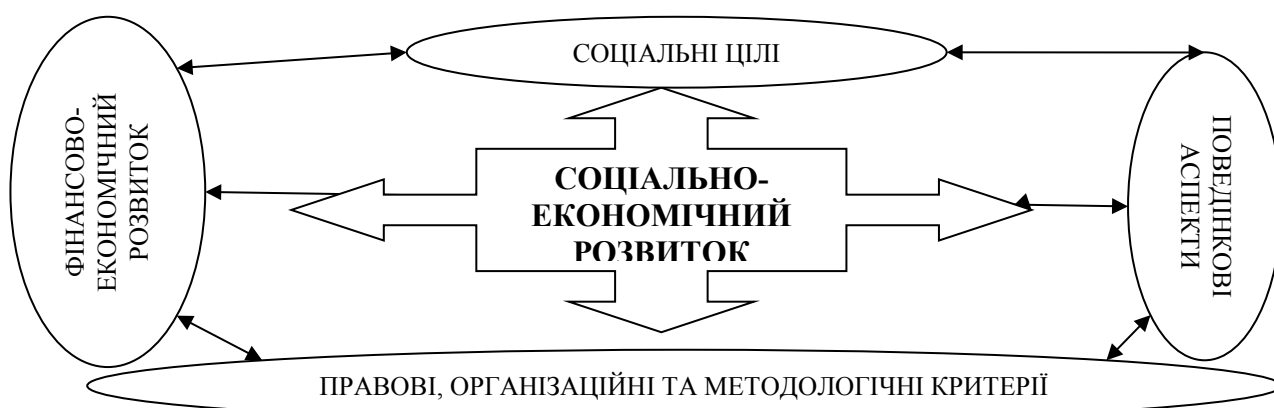 СОЦІАЛЬНІ ЦІЛІ
ФІНАНСОВО-
ЕКОНОМІЧНИЙ
РОЗВИТОК
СОЦІАЛЬНО-
ЕКОНОМІЧНИЙ
РОЗВИТОК
ПОВЕДІНКОВІ
АСПЕКТИ
ПРАВОВІ, ОРГАНІЗАЦІЙНІ ТА МЕТОДОЛОГІЧНІ КРИТЕРІЇ